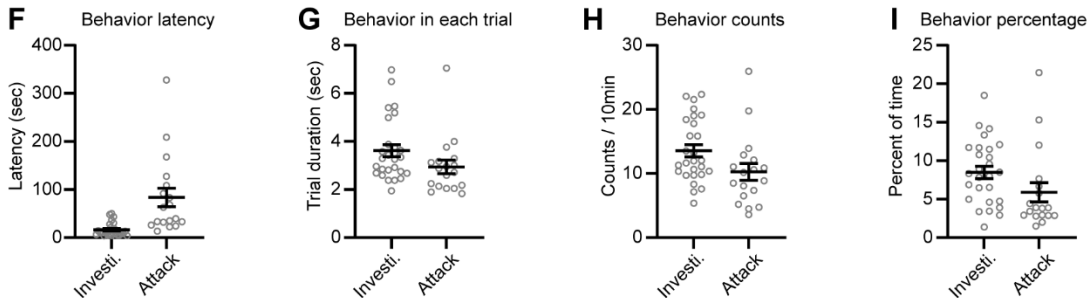 F Behavior latency
Latency (sec)
400
300
200
100
0
Investi.
Attack
G Behavior in each trial
Trial duration (sec)
8
6
4
2
0
Investi.
Attack
H Behavior counts
Counts / 10min
30
20
10
0
Investi.
Attack
I Behavior percentage
Percent of time
25
20
15
10
5
0
Investi.
Attack